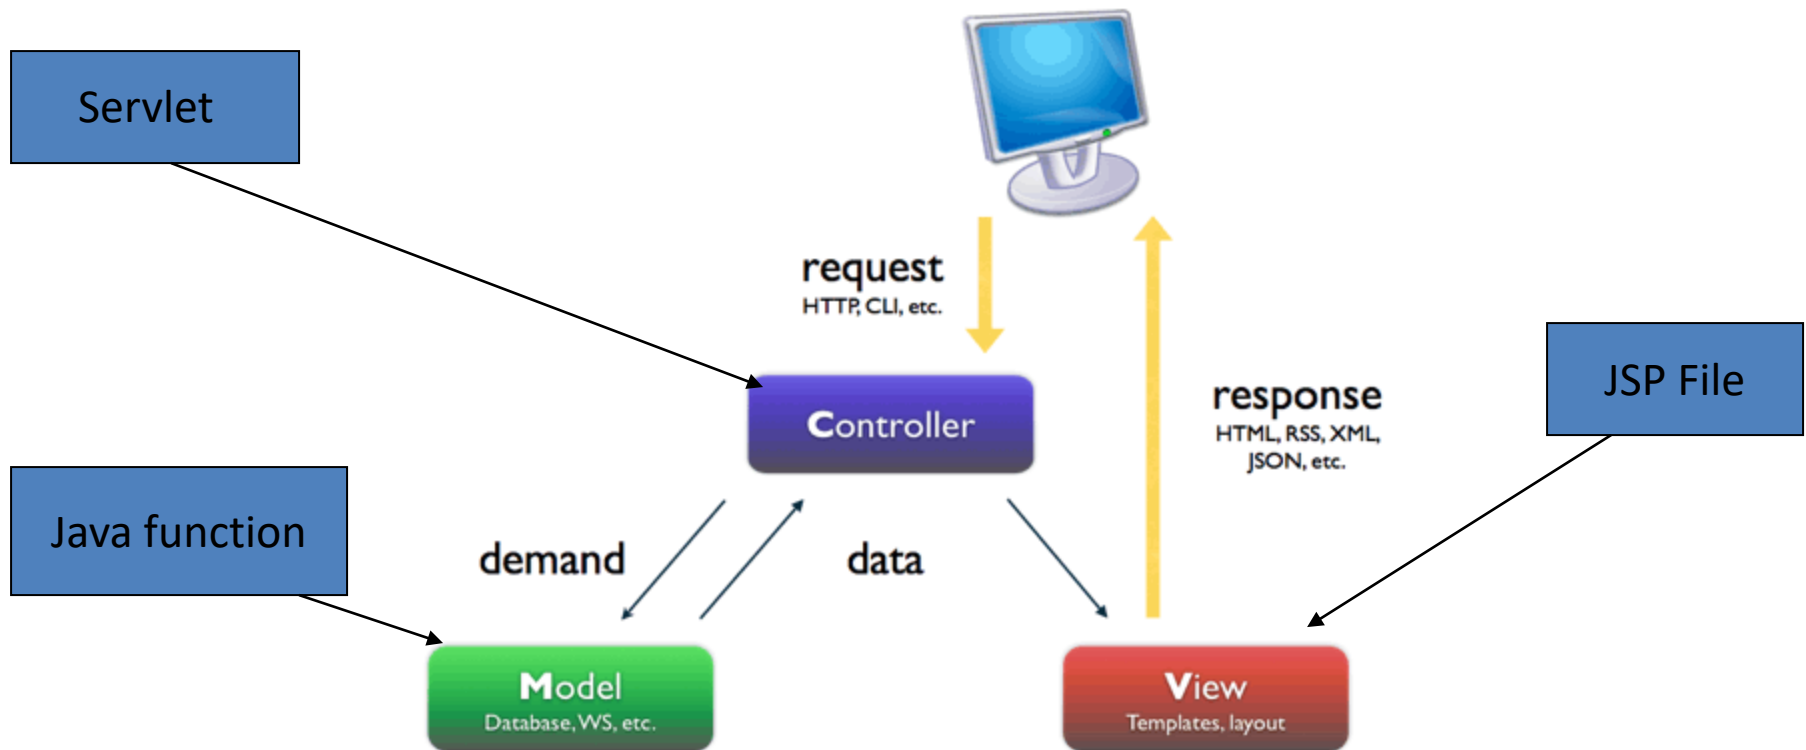 Servlet
request
HTTP, CLI, etc.
JSP File
response
HTML, RSS, XML,
JSON, etc.
Controller
Java function
demand
data
Model
Database, WS, etc.
View
Templates, layout